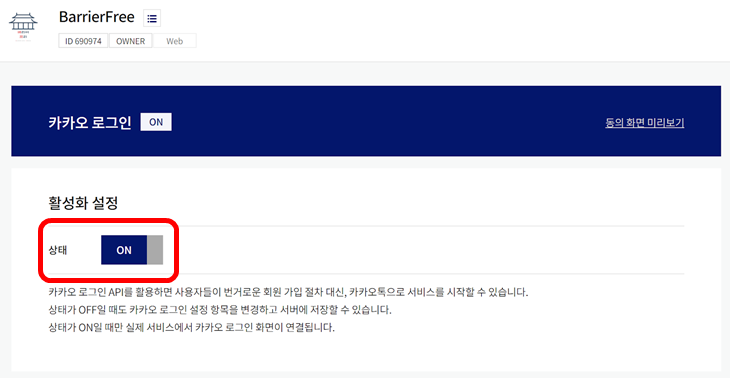 BarrierFree
ID 690974 OWNER Web
카카오 로그인 ON 동의 화면 미리보기
활성화 설정
상태 ON
카카오 로그인 API를 활용하면 사용자들이 번거로운 회원 가입 절차 대신, 카카오톡으로 서비스를 시작할 수 있습니다.
상태가 OFF일 때도 카카오 로그인 설정 항목을 변경하고 서버에 저장할 수 있습니다.
상태가 ON일 때만 실제 서비스에서 카카오 로그인 화면이 연결됩니다.